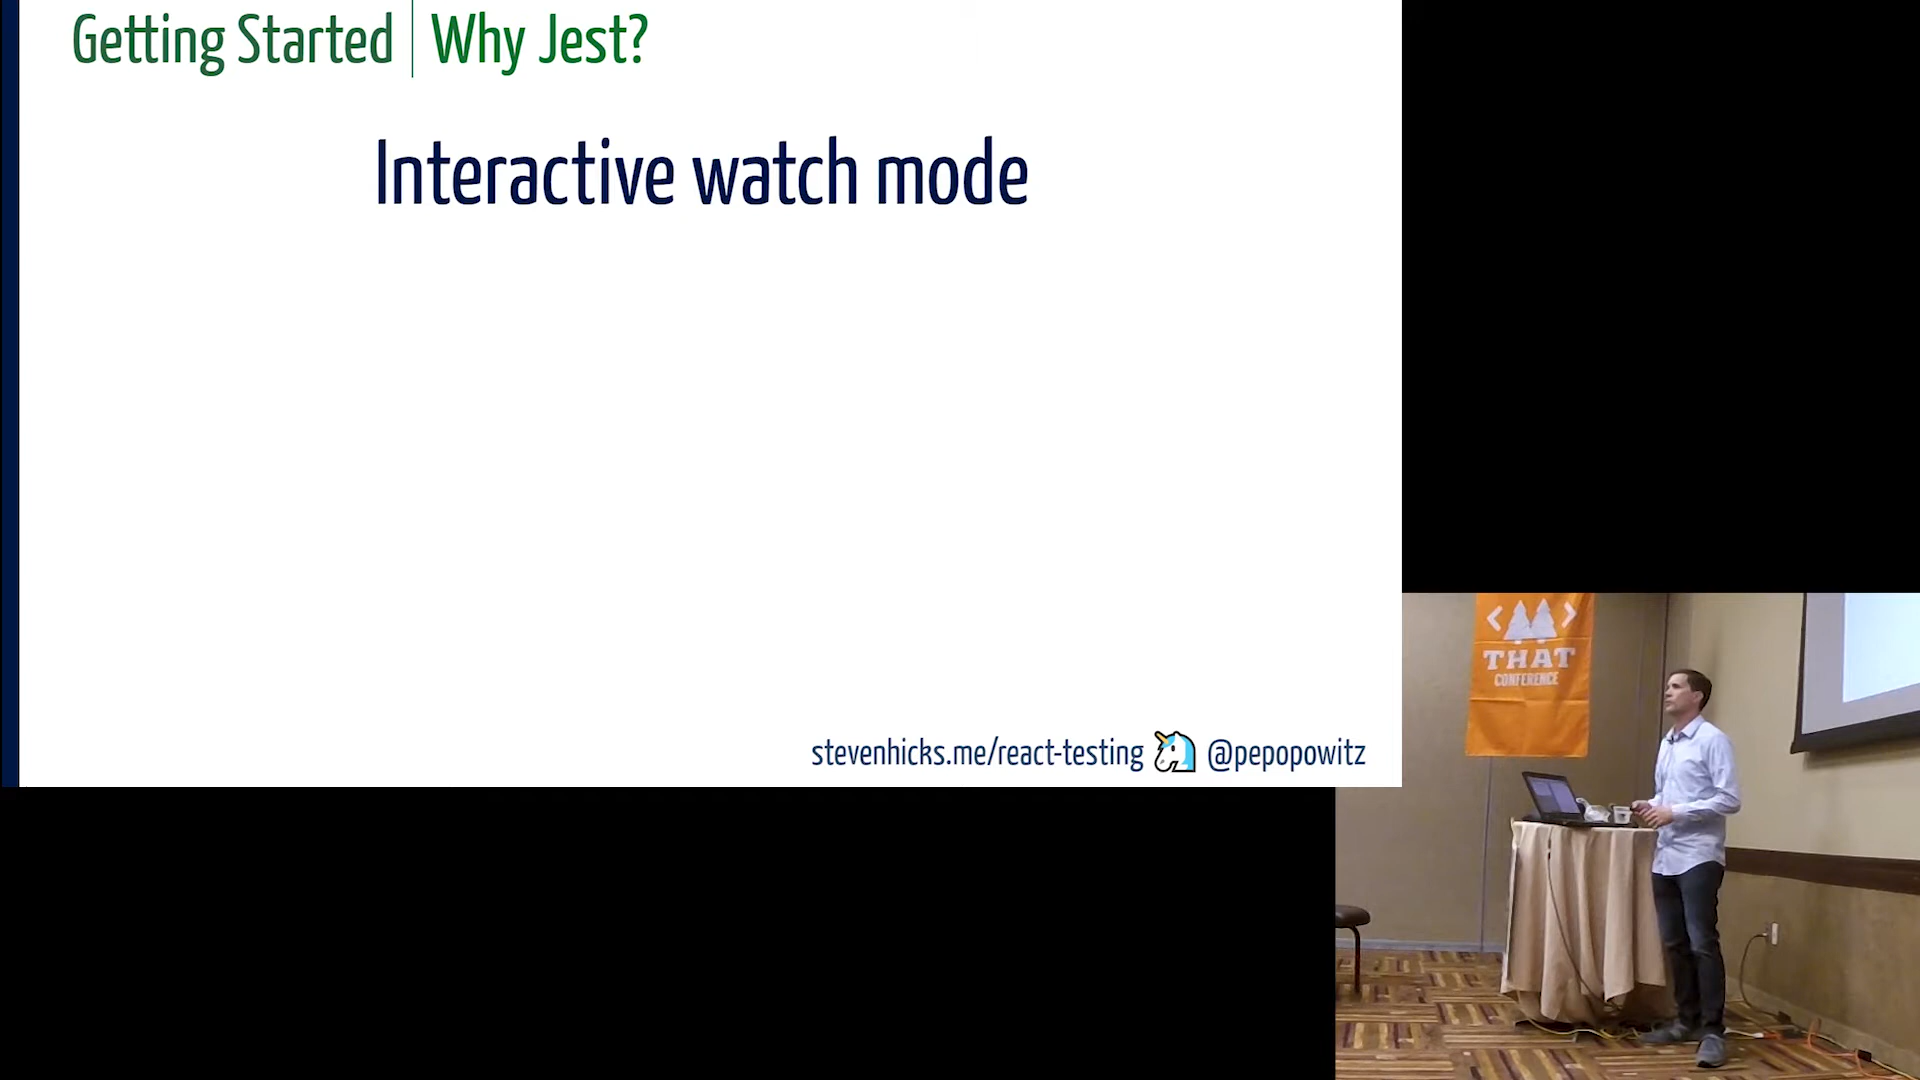 Getting Started | Why Jest?
Interactive watch mode
stevenhicks.me/react-testing @pepopowitz
< >
THAT
CONFERENCE